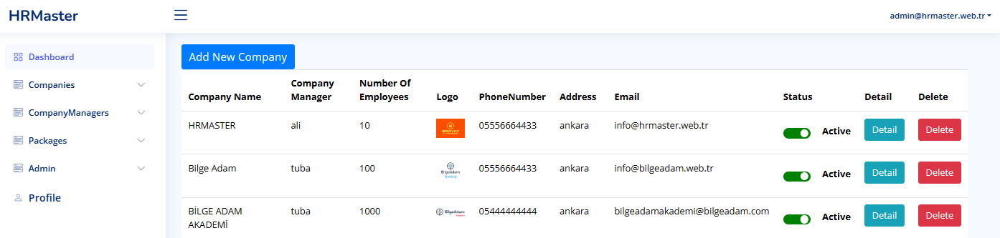 HRMaster
admin@hrmaster.web.tr
Dashboard
Companies
CompanyManagers
Packages
Admin
Profile
Add New Company
Company Name Company Manager Number Of Employees Logo PhoneNumber Address Email Status Detail Delete
HRMASTER ali 10 05556664433 ankara info@hrmaster.web.tr Active Detail Delete
Bilge Adam tuba 100 BilgeAdam 05556664433 ankara info@bilgeadam.web.tr Active Detail Delete
BİLGE ADAM AKADEMİ tuba 1000 BilgeAdam 05444444444 ankara bilgeadamakademi@bilgeadam.com Active Detail Delete